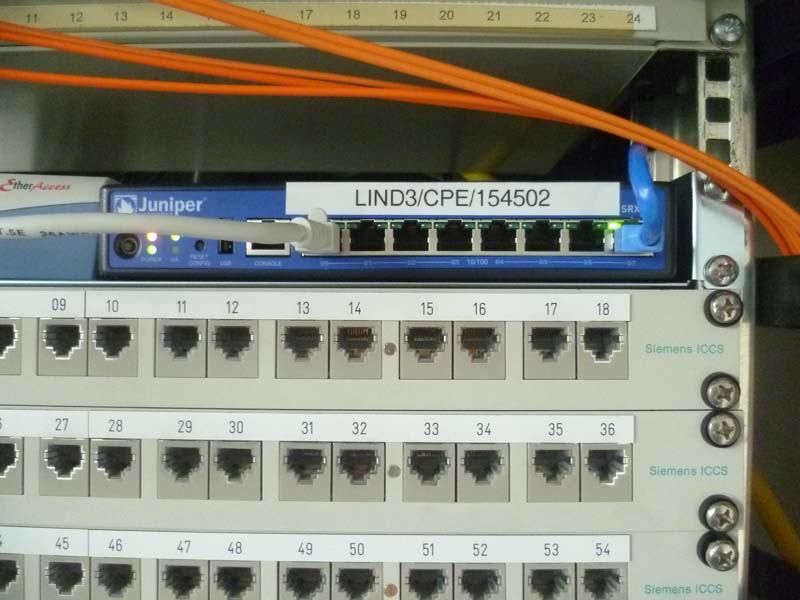 11 12 13 14 16 17 18 19 20 21 22 23 24
EtherAccess
Juniper
LIND3/CPE/154502
SRX
POWER HA RESET CONFIG USB CONSOLE 10/100
09 10 11 12 13 14 15 16 17 18
Siemens ICCS
27 28 29 30 31 32 33 34 35 36
Siemens ICCS
45 46 47 48 49 50 51 52 53 54
Siemens ICCS